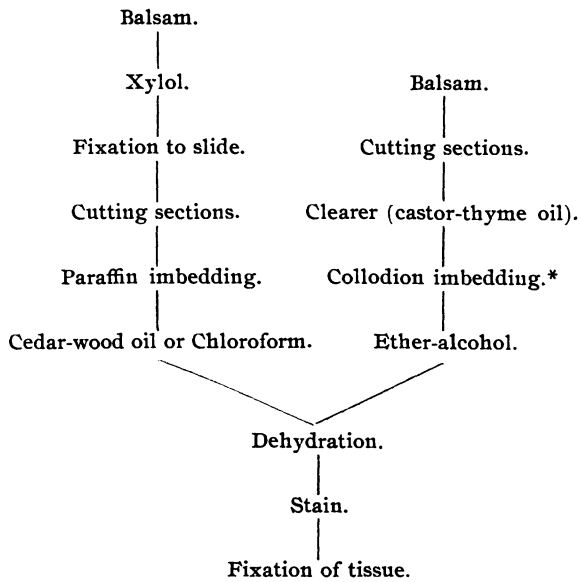 Balsam.
Xylol.
Balsam.
Fixation to slide.
Cutting sections.
Cutting sections.
Clearer (castor-thyme oil).
Paraffin imbedding.
Collodion imbedding.*
Cedar-wood oil or Chloroform.
Ether-alcohol.
Dehydration.
Stain.
Fixation of tissue.